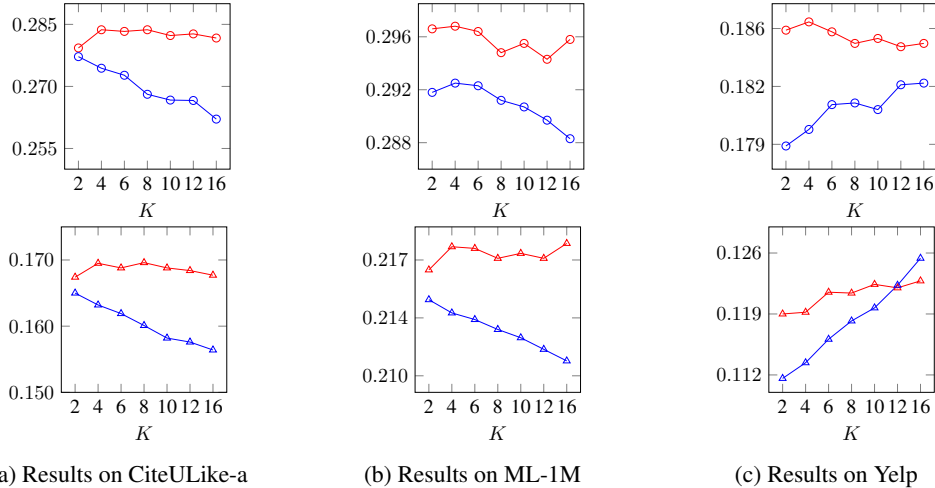 0.285
0.270
0.255
2 4 6 8 10 12 16
K
0.296
0.292
0.288
2 4 6 8 10 12 16
K
0.186
0.182
0.179
2 4 6 8 10 12 16
K
0.170
0.160
0.150
2 4 6 8 10 12 16
K
0.217
0.214
0.210
2 4 6 8 10 12 16
K
0.126
0.119
0.112
2 4 6 8 10 12 16
K
a) Results on CiteULike-a
(b) Results on ML-1M
(c) Results on Yelp